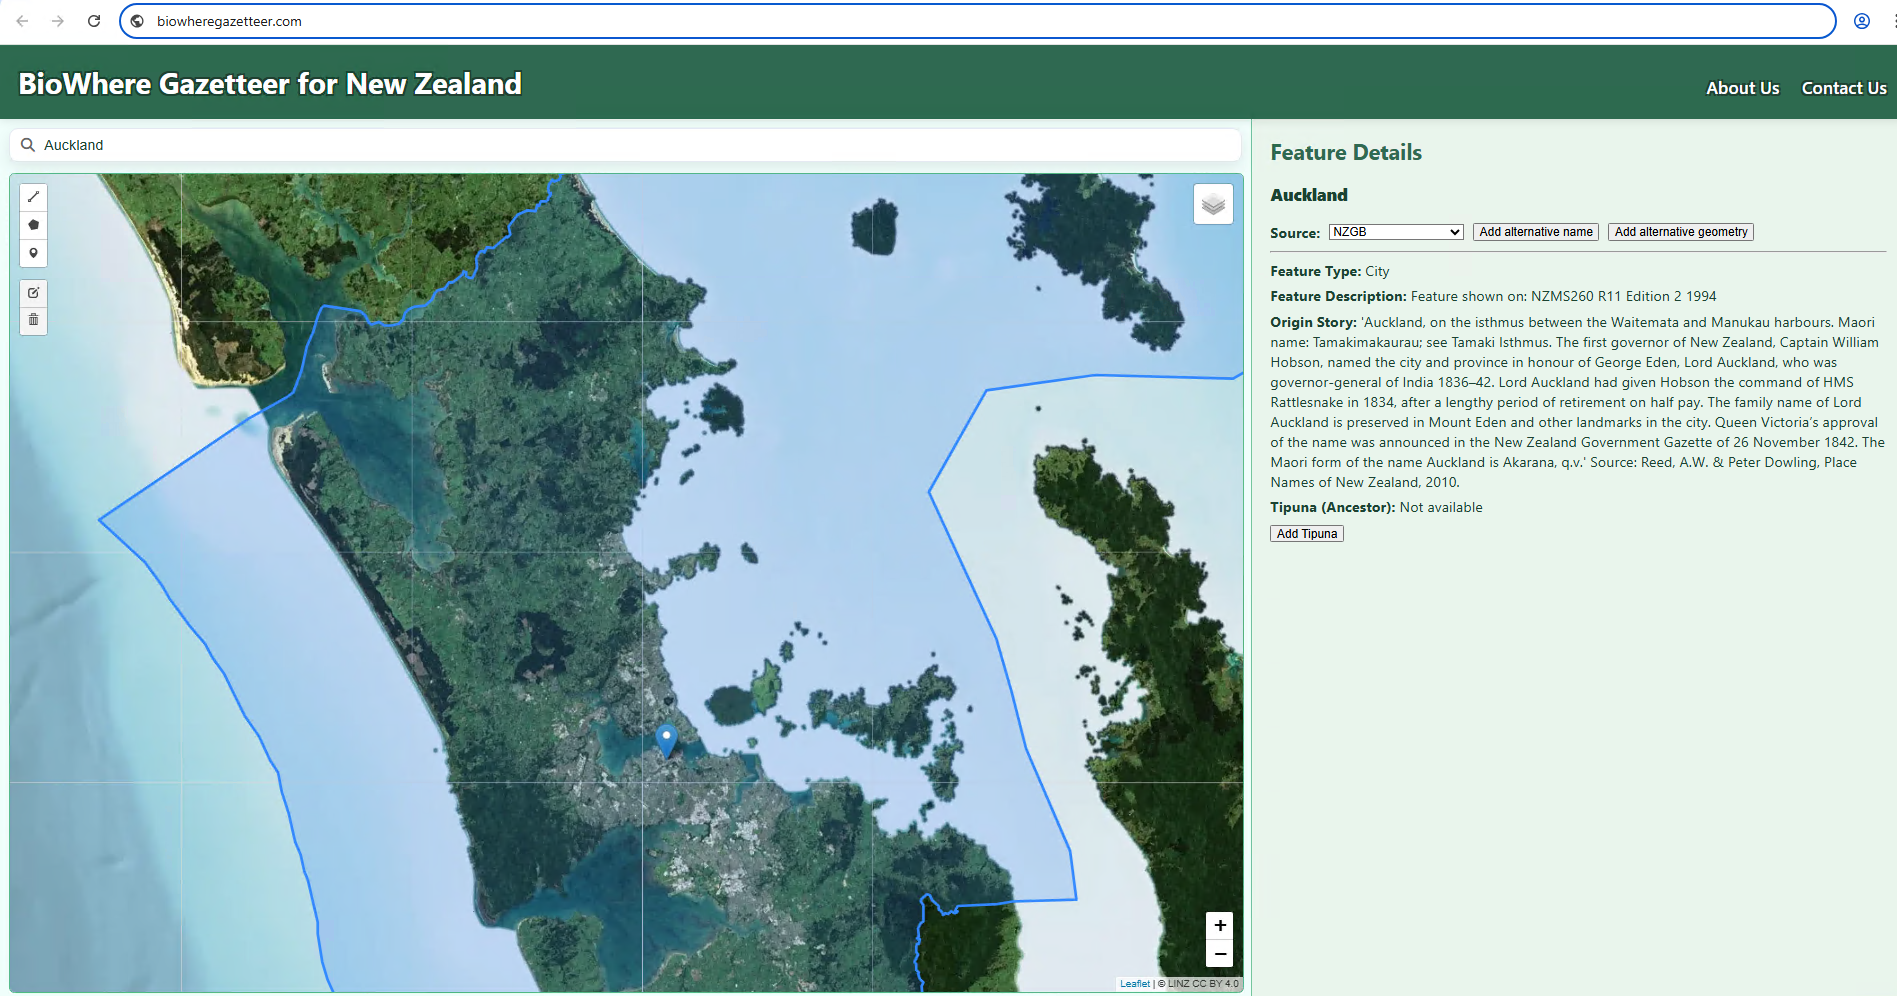 biowheregazetteer.com
BioWhere Gazetteer for New Zealand
About Us
Contact Us
Auckland
Feature Details
Auckland
Source: NZGB Add alternative name Add alternative geometry
Feature Type: City
Feature Description: Feature shown on: NZMS260 R11 Edition 2 1994
Origin Story: 'Auckland, on the isthmus between the Waitemata and Manukau harbours. Maori
name: Tamakimakaurau; see Tamaki Isthmus. The first governor of New Zealand, Captain William
Hobson, named the city and province in honour of George Eden, Lord Auckland, who was
governor-general of India 1836–42. Lord Auckland had given Hobson the command of HMS
Rattlesnake in 1834, after a lengthy period of retirement on half pay. The family name of Lord
Auckland is preserved in Mount Eden and other landmarks in the city. Queen Victoria’s approval
of the name was announced in the New Zealand Government Gazette of 26 November 1842. The
Maori form of the name Auckland is Akarana, q.v.' Source: Reed, A.W. & Peter Dowling, Place
Names of New Zealand, 2010.
Tipuna (Ancestor): Not available
Add Tipuna
+
−
Leaflet | © LINZ CC BY 4.0